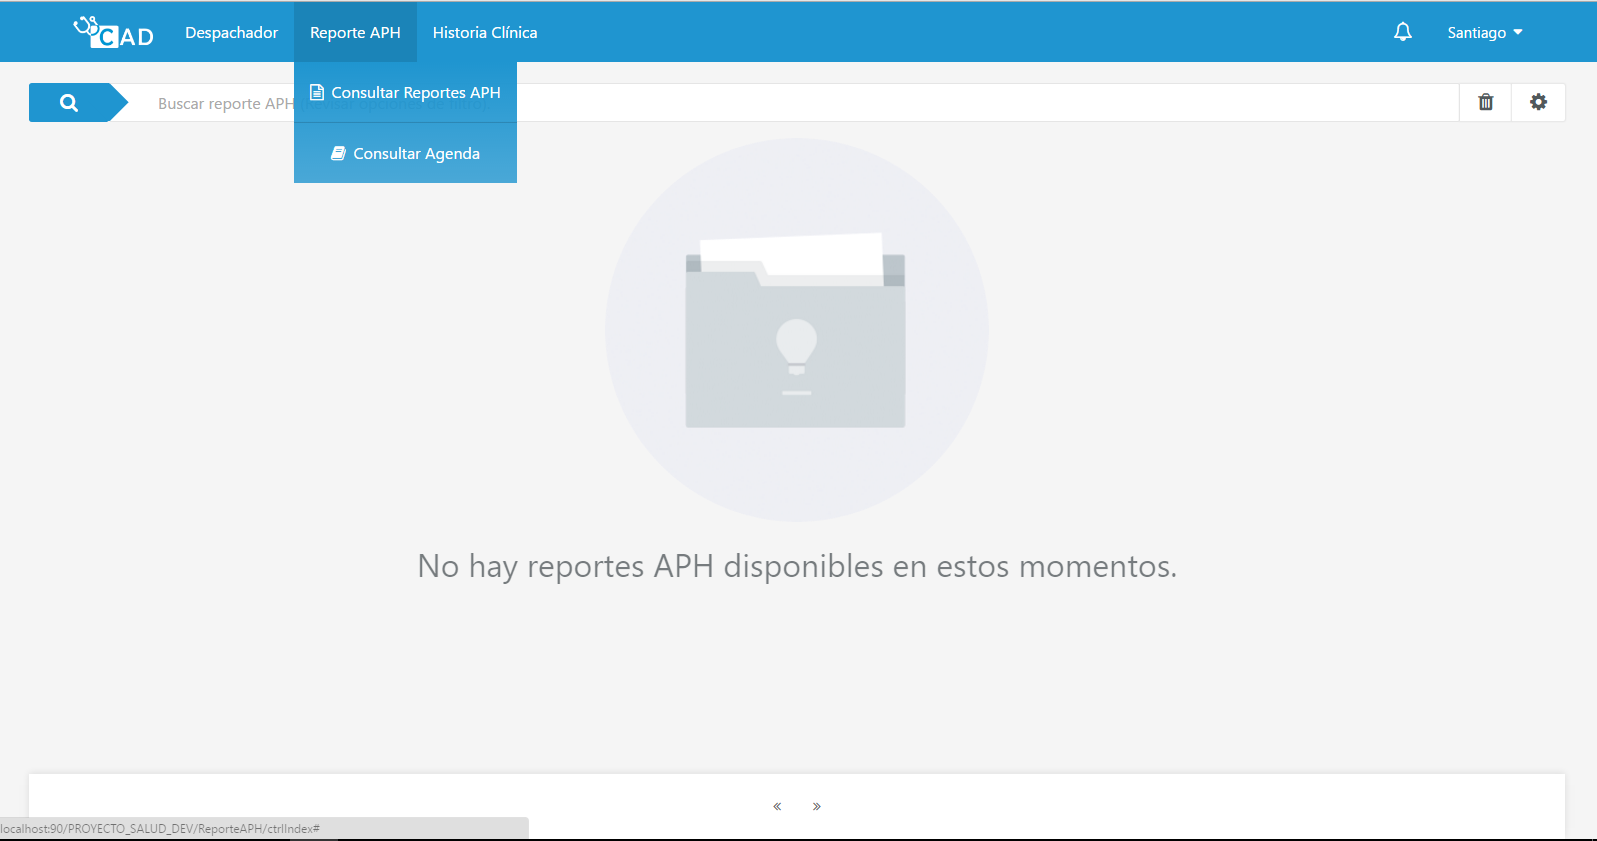 CAD
Despachador
Reporte APH
Historia Clínica
Santiago
Consultar Reportes APH
Consultar Agenda
Buscar reporte APH
No hay reportes APH disponibles en estos momentos.
«
»
localhost:90/PROYECTO_SALUD_DEV/ReporteAPH/ctrlIndex#